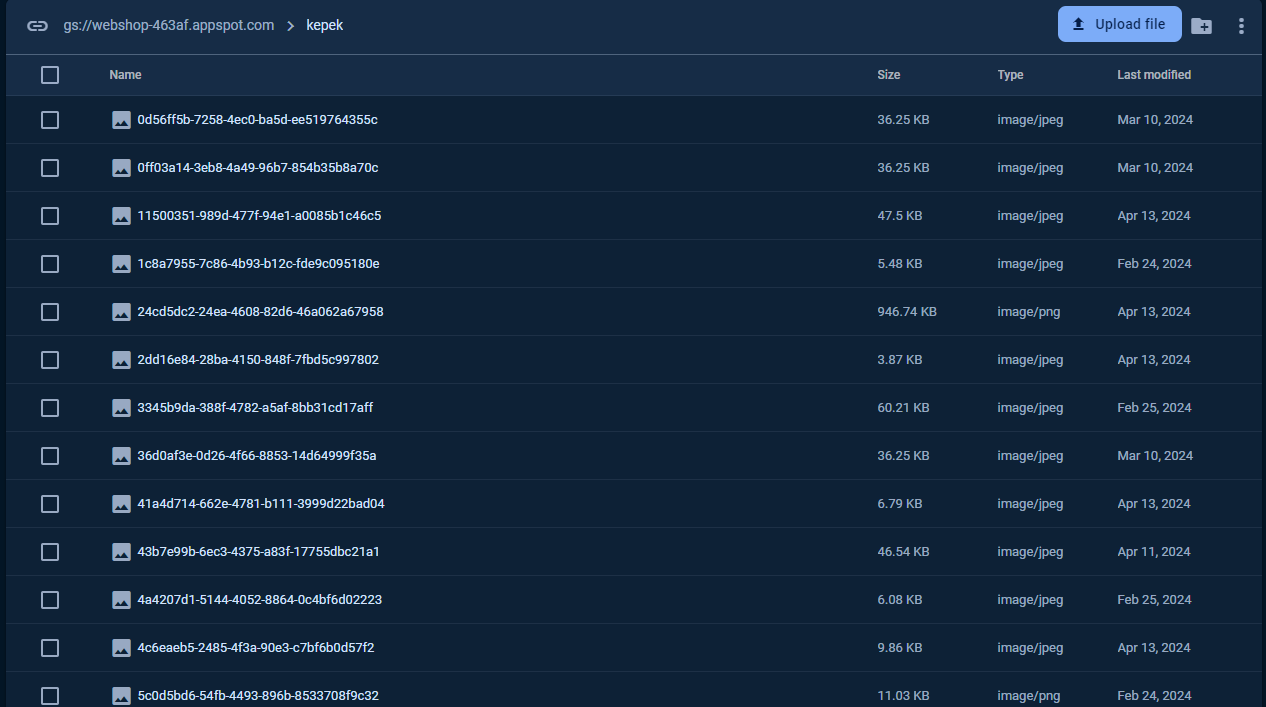 gs://webshop-463af.appspot.com > kepek Upload file
Name Size Type Last modified
0d56ff5b-7258-4ec0-ba5d-ee519764355c 36.25 KB image/jpeg Mar 10, 2024
0ff03a14-3eb8-4a49-96b7-854b35b8a70c 36.25 KB image/jpeg Mar 10, 2024
11500351-989d-477f-94e1-a0085b1c46c5 47.5 KB image/jpeg Apr 13, 2024
1c8a7955-7c86-4b93-b12c-fde9c095180e 5.48 KB image/jpeg Feb 24, 2024
24cd5dc2-24ea-4608-82d6-46a062a67958 946.74 KB image/png Apr 13, 2024
2dd16e84-28ba-4150-848f-7fbd5c997802 3.87 KB image/jpeg Apr 13, 2024
3345b9da-388f-4782-a5af-8bb31cd17aff 60.21 KB image/jpeg Feb 25, 2024
36d0af3e-0d26-4f66-8853-14d64999f35a 36.25 KB image/jpeg Mar 10, 2024
41a4d714-662e-4781-b111-3999d22bad04 6.79 KB image/jpeg Apr 13, 2024
43b7e99b-6ec3-4375-a83f-17755dbc21a1 46.54 KB image/jpeg Apr 11, 2024
4a4207d1-5144-4052-8864-0c4bf6d02223 6.08 KB image/jpeg Feb 25, 2024
4c6eaeb5-2485-4f3a-90e3-c7bf6b0d57f2 9.86 KB image/jpeg Apr 13, 2024
5c0d5bd6-54fb-4493-896b-8533708f9c32 11.03 KB image/png Feb 24, 2024